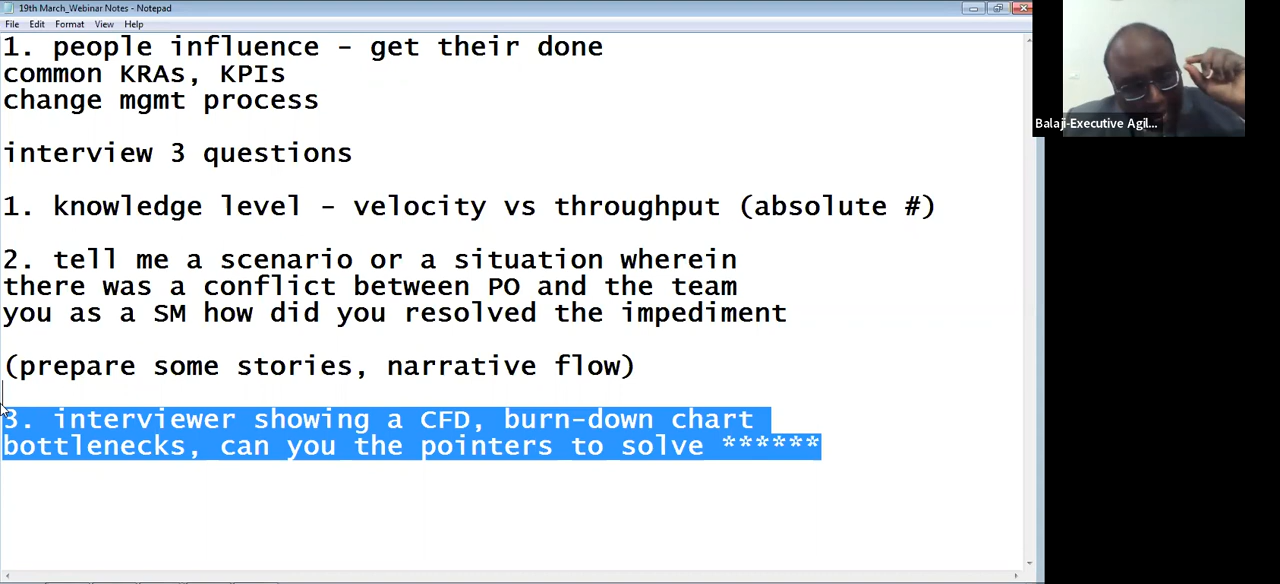 19th March_Webinar Notes - Notepad
File Edit Format View Help
1. people influence - get their done
common KRAs, KPIs
change mgmt process
interview 3 questions
1. knowledge level - velocity vs throughput (absolute #)
2. tell me a scenario or a situation wherein
there was a conflict between PO and the team
you as a SM how did you resolved the impediment
(prepare some stories, narrative flow)
3. interviewer showing a CFD, burn-down chart
bottlenecks, can you the pointers to solve ******
Balaji-Executive Agil...